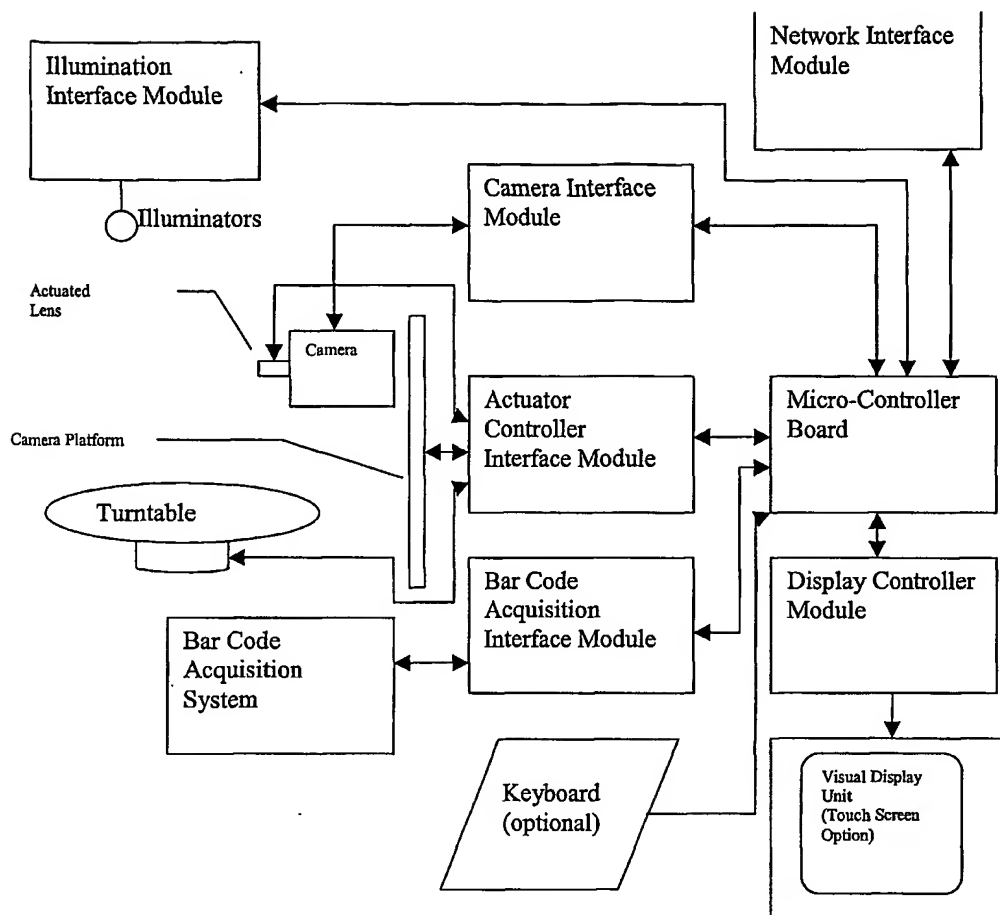 Illumination
Interface Module
Network Interface
Module
Illuminators
Camera Interface
Module
Actuated
Lens
Camera
Actuator
Controller
Interface Module
Micro-Controller
Board
Camera Platform
Turntable
Bar Code
Acquisition
Interface Module
Display Controller
Module
Bar Code
Acquisition
System
Keyboard
(optional)
Visual Display
Unit
(Touch Screen
Option)